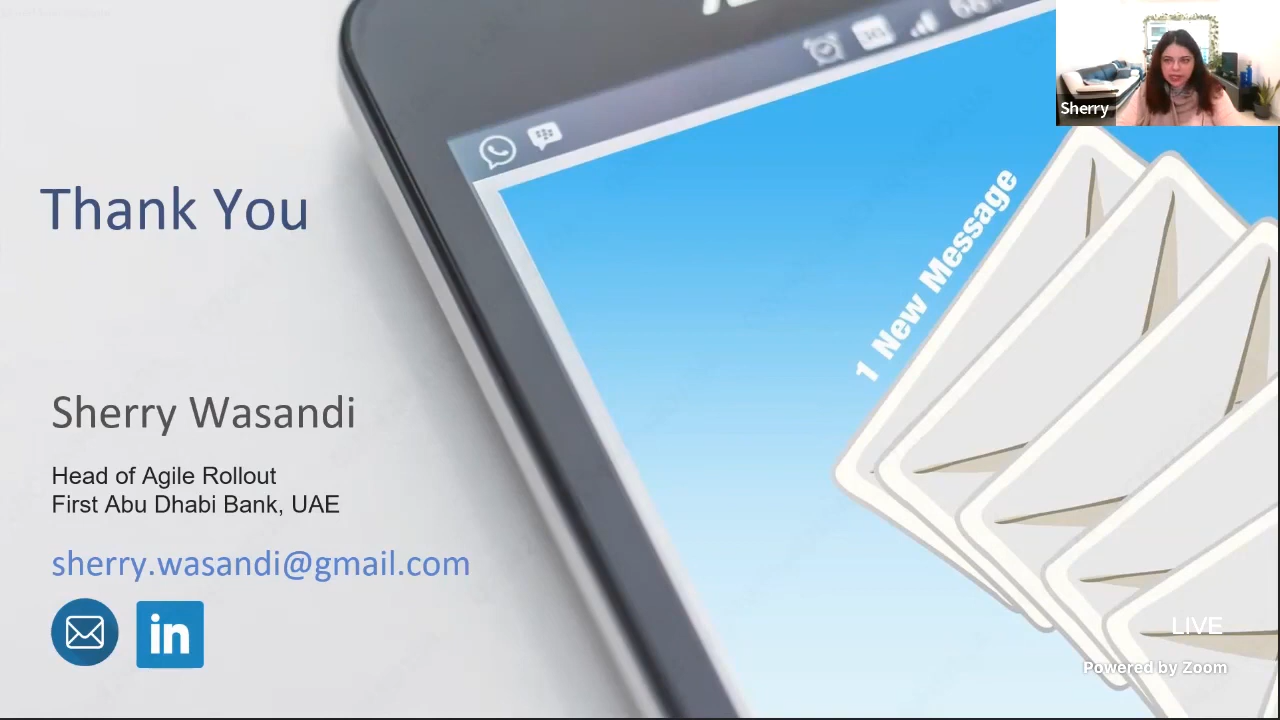 Sherry
Thank You
1 New Message
Sherry Wasandi
Head of Agile Rollout
First Abu Dhabi Bank, UAE
sherry.wasandi@gmail.com
in
LIVE
Powered by Zoom